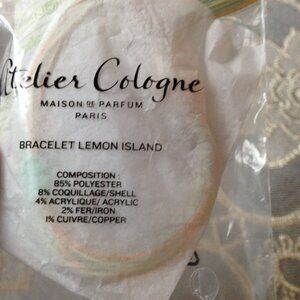 Atelier Cologne
MAISON DE PARFUM
PARIS
BRACELET LEMON ISLAND
COMPOSITION :
85% POLYESTER
8% COQUILLAGE/SHELL
4% ACRYLIQUE/ ACRYLIC
2% FER/IRON
1% CUIVRE/COPPER